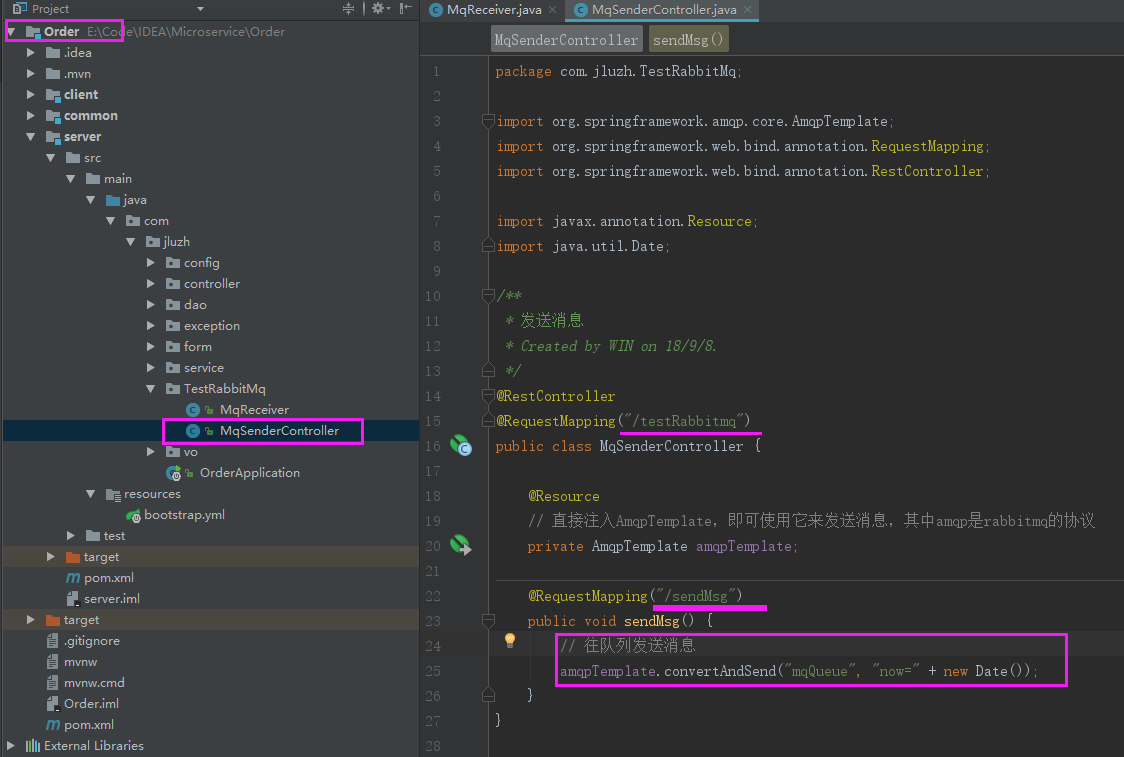 Project
Order E:\Code\IDEA\Microservice\Order
.idea
.mvn
client
common
server
src
main
java
com
jluzh
config
controller
dao
exception
form
service
TestRabbitMq
MqReceiver
MqSenderController
vo
OrderApplication
resources
bootstrap.yml
test
target
pom.xml
server.iml
target
.gitignore
mvnw
mvnw.cmd
Order.iml
pom.xml
External Libraries
MqReceiver.java × MqSenderController.java ×
MqSenderController sendMsg()
1 package com.jluzh.TestRabbitMq;
2
3 import org.springframework.amqp.core.AmqpTemplate;
4 import org.springframework.web.bind.annotation.RequestMapping;
5 import org.springframework.web.bind.annotation.RestController;
6
7 import javax.annotation.Resource;
8 import java.util.Date;
9
10 /**
11 * 发送消息
12 * Created by WIN on 18/9/8.
13 */
14 @RestController
15 @RequestMapping("/testRabbitmq")
16 public class MqSenderController {
17
18 @Resource
19 // 直接注入AmqpTemplate，即可使用它来发送消息，其中amqp是rabbitmq的协议
20 private AmqpTemplate amqpTemplate;
21
22 @RequestMapping("/sendMsg")
23 public void sendMsg() {
24 // 往队列发送消息
25 amqpTemplate.convertAndSend("mqQueue", "now=" + new Date());
26 }
27 }
28